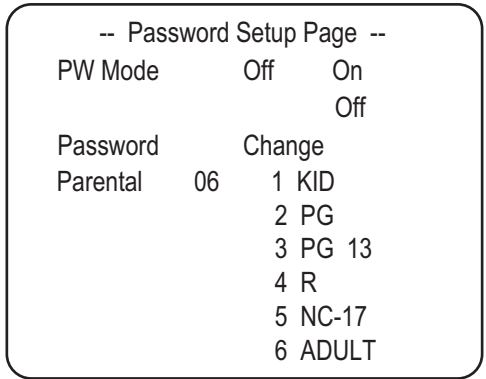 -- Password Setup Page --
PW Mode Off On
Off
Password Change
Parental 06 1 KID
2 PG
3 PG 13
4 R
5 NC-17
6 ADULT